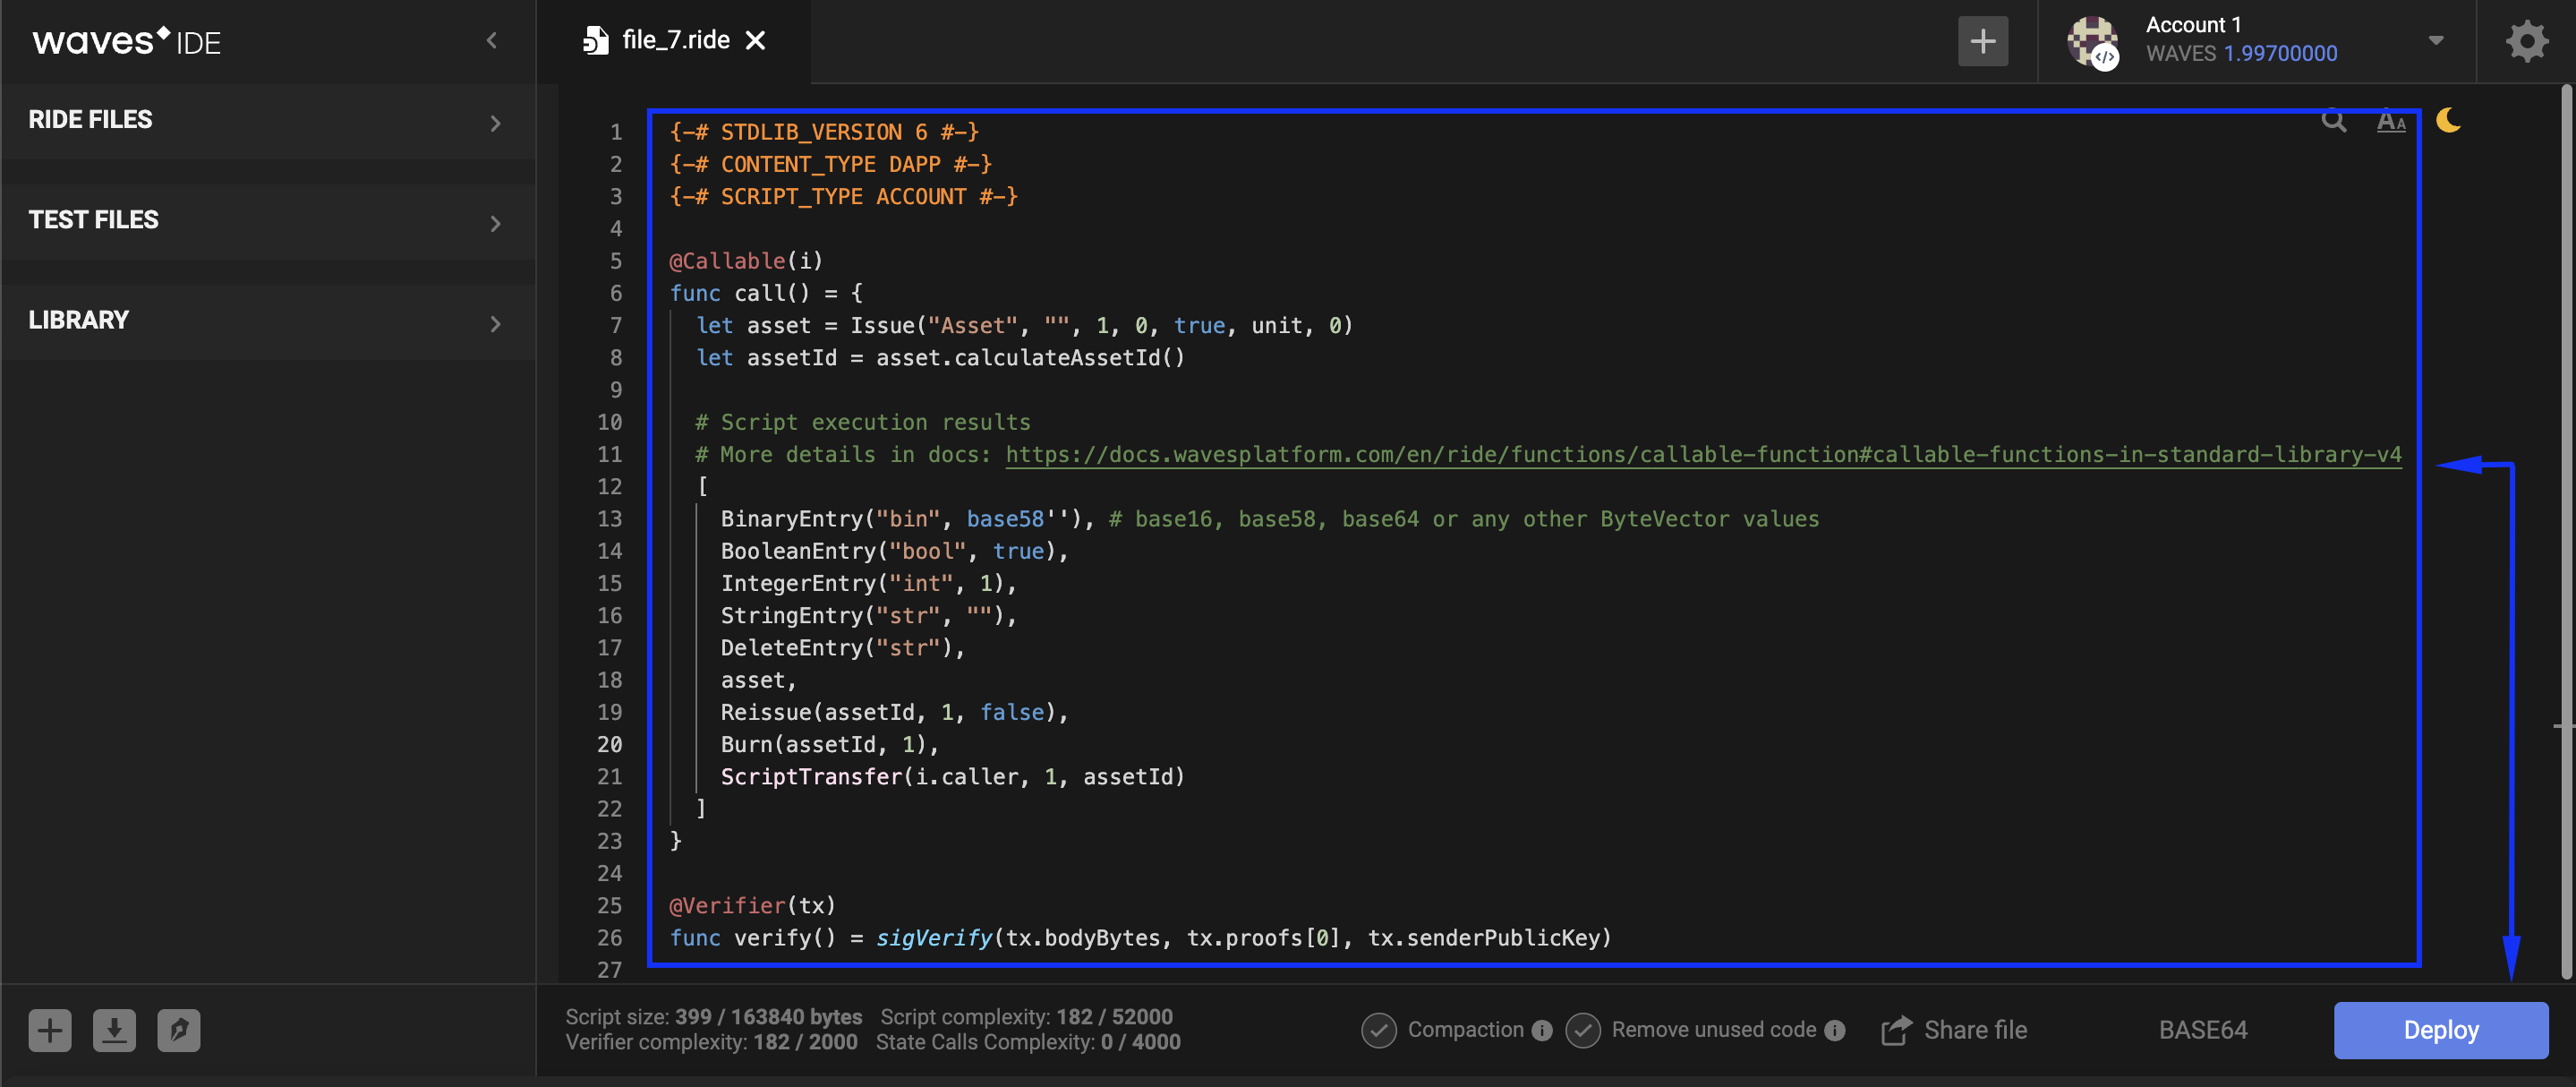 waves IDE
file_7.ride
Account 1
WAVES 1.99700000
RIDE FILES
TEST FILES
LIBRARY
1 {-# STDLIB_VERSION 6 #-}
2 {-# CONTENT_TYPE DAPP #-}
3 {-# SCRIPT_TYPE ACCOUNT #-}
4
5 @Callable(i)
6 func call() = {
7   let asset = Issue("Asset", "", 1, 0, true, unit, 0)
8   let assetId = asset.calculateAssetId()
9
10   # Script execution results
11   # More details in docs: https://docs.wavesplatform.com/en/ride/functions/callable-function#callable-functions-in-standard-library-v4
12   [
13     BinaryEntry("bin", base58''), # base16, base58, base64 or any other ByteVector values
14     BooleanEntry("bool", true),
15     IntegerEntry("int", 1),
16     StringEntry("str", ""),
17     DeleteEntry("str"),
18     asset,
19     Reissue(assetId, 1, false),
20     Burn(assetId, 1),
21     ScriptTransfer(i.caller, 1, assetId)
22   ]
23 }
24
25 @Verifier(tx)
26 func verify() = sigVerify(tx.bodyBytes, tx.proofs[0], tx.senderPublicKey)
27
Script size: 399 / 163840 bytes Script complexity: 182 / 52000
Verifier complexity: 182 / 2000 State Calls Complexity: 0 / 4000
Compaction
Remove unused code
Share file
BASE64
Deploy